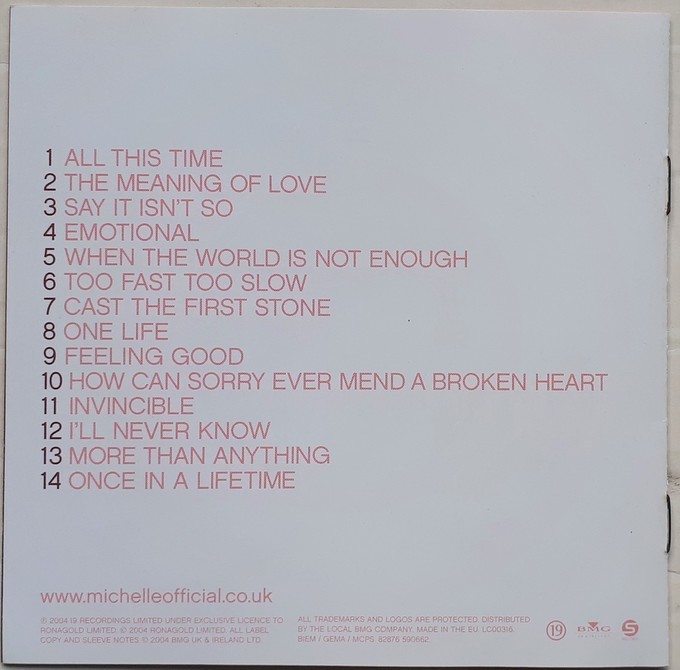 1 ALL THIS TIME
2 THE MEANING OF LOVE
3 SAY IT ISN'T SO
4 EMOTIONAL
5 WHEN THE WORLD IS NOT ENOUGH
6 TOO FAST TOO SLOW
7 CAST THE FIRST STONE
8 ONE LIFE
9 FEELING GOOD
10 HOW CAN SORRY EVER MEND A BROKEN HEART
11 INVINCIBLE
12 I'LL NEVER KNOW
13 MORE THAN ANYTHING
14 ONCE IN A LIFETIME
www.michelleofficial.co.uk
℗ 2004 19 RECORDINGS LIMITED UNDER EXCLUSIVE LICENCE TO
RONAGOLD LIMITED. © 2004 RONAGOLD LIMITED. ALL LABEL
COPY AND SLEEVE NOTES © 2004 BMG UK & IRELAND LTD.
ALL TRADEMARKS AND LOGOS ARE PROTECTED. DISTRIBUTED
BY THE LOCAL BMG COMPANY. MADE IN THE EU. LC00316.
BIEM / GEMA / MCPS. 82876 590652.
19 BMG S